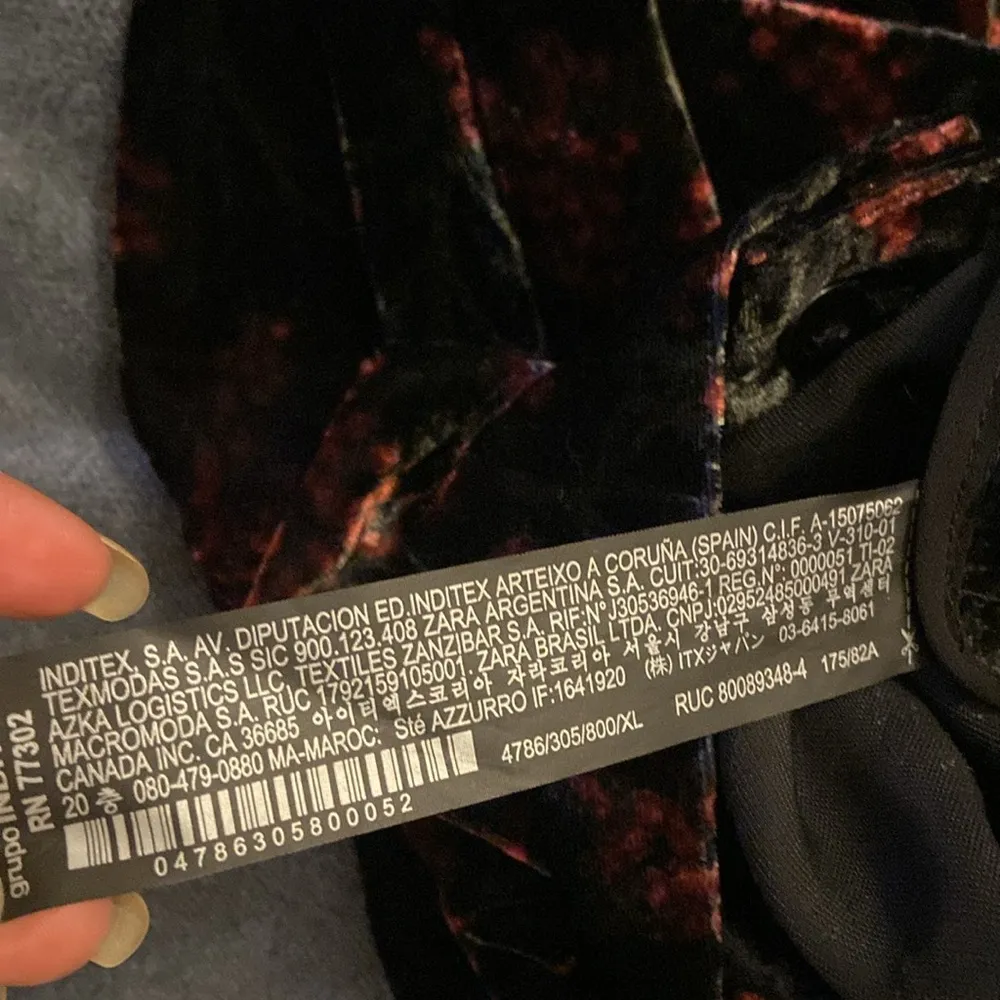 INDITEX, S.A. AV. DIPUTACION ED.INDITEX ARTEIXO A CORUÑA (SPAIN) C.I.F. A-15075062
TEXMODAS S.A.S SIC 900.123.408 ZARA ARGENTINA S.A. CUIT:30-69314836-3 V-310-01
AZKA LOGISTICS LLC, TEXTILES ZANZIBAR S.A. RIF:Nº J30536946-1 REG.N°: 0000051 TI-02
MACROMODA S.A. RUC 1792159105001. ZARA BRASIL LTDA. CNPJ:02952485000491 ZARA
CANADA INC. CA 36685 아이티엑스코리아 자라코리아 서울시 강남구 삼성동 무역센터
20 층 080-479-0880 MA-MAROC: Sté AZZURRO IF:1641920 (株) ITXジャパン 03-6415-8061
4786/305/800/XL RUC 80089348-4 175/82A
04786305800052
grupo
RN 77302